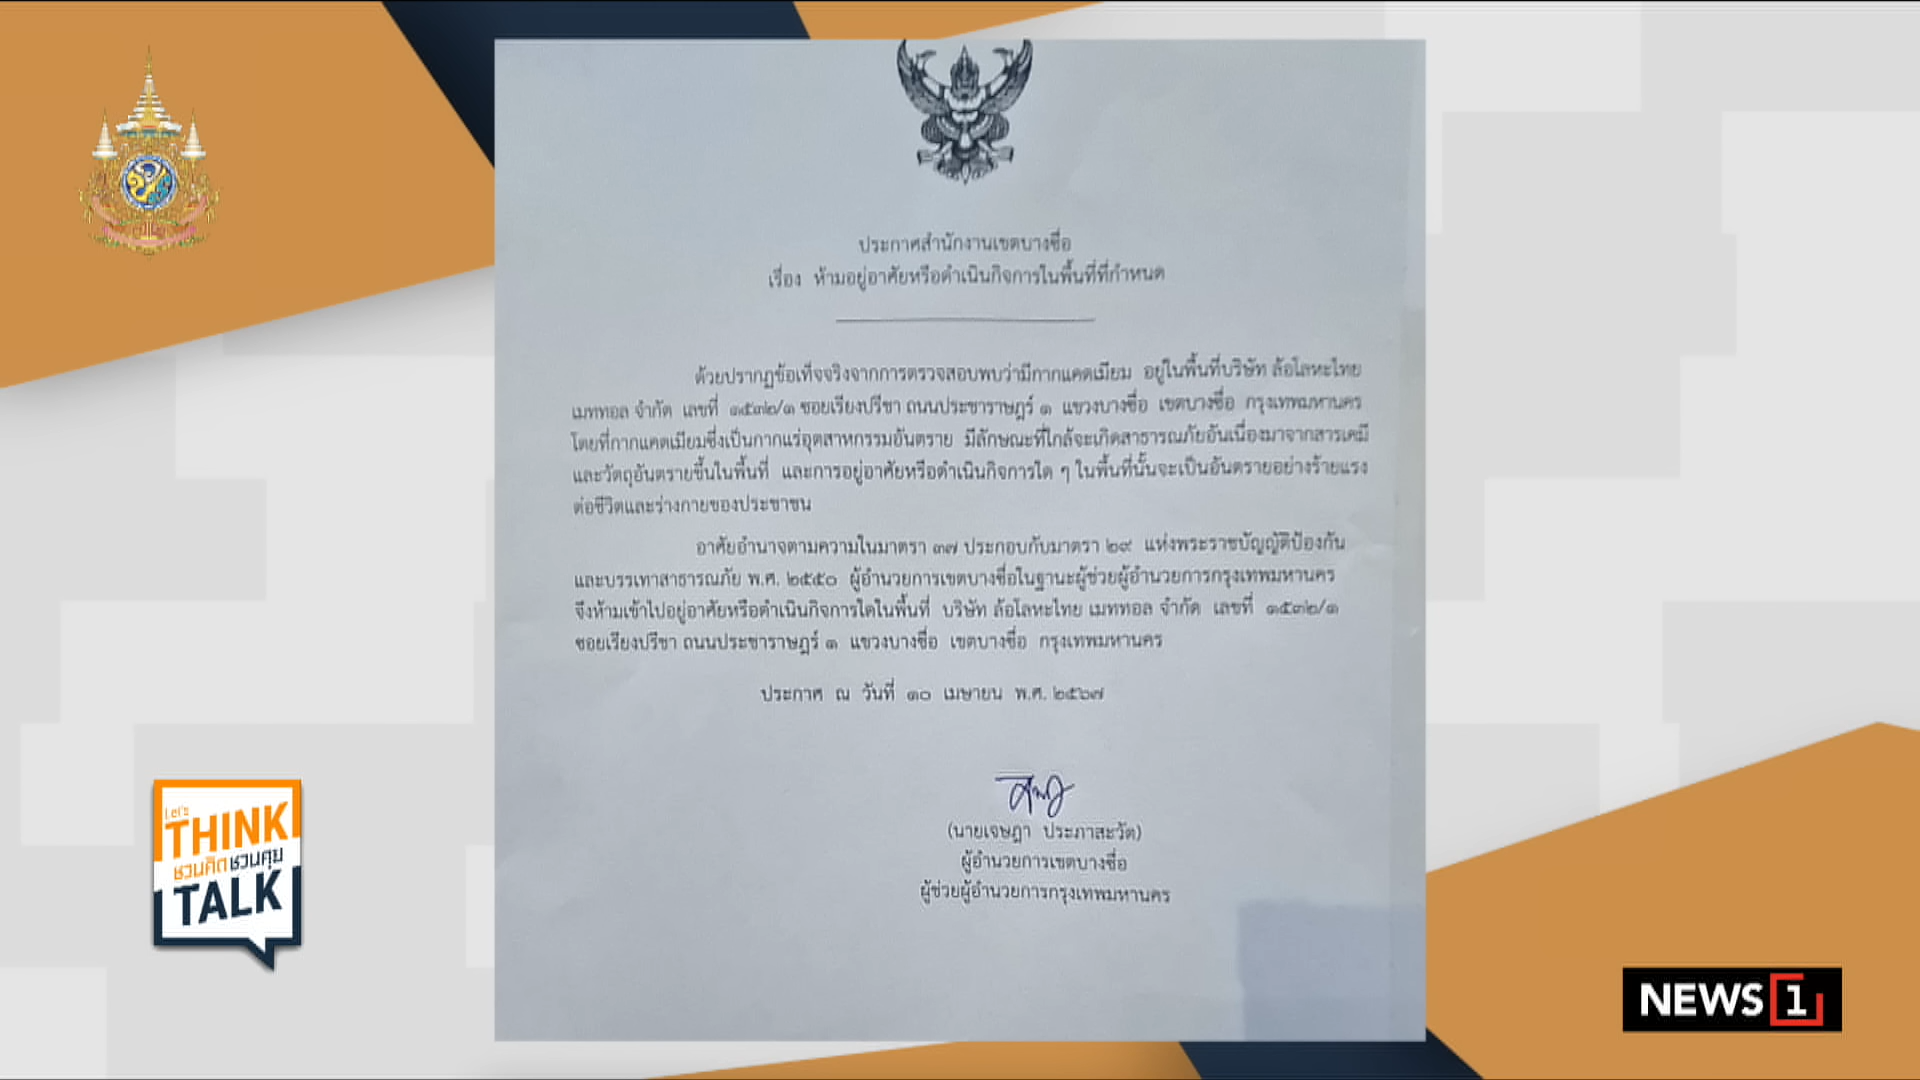 ประกาศสำนักงานเขตบางซื่อ
เรื่อง ห้ามอยู่อาศัยหรือดำเนินกิจการในพื้นที่ที่กำหนด
ด้วยปรากฏข้อเท็จจริงจากการตรวจสอบพบว่ามีกากแคดเมียม อยู่ในพื้นที่บริษัท ล้อโลหะไทย
เมททอล จำกัด เลขที่ ๑๕๓๒/๑ ซอยเรียงปรีชา ถนนประชาราษฎร์ ๑ แขวงบางซื่อ เขตบางซื่อ กรุงเทพมหานคร
โดยที่กากแคดเมียมซึ่งเป็นกากแร่อุตสาหกรรมอันตราย มีลักษณะที่ใกล้จะเกิดสาธารณภัยอันเนื่องมาจากสารเคมี
และวัตถุอันตรายขึ้นในพื้นที่ และการอยู่อาศัยหรือดำเนินกิจการใด ๆ ในพื้นที่นั้นจะเป็นอันตรายอย่างร้ายแรง
ต่อชีวิตและร่างกายของประชาชน
อาศัยอำนาจตามความในมาตรา ๓๗ ประกอบกับมาตรา ๒๙ แห่งพระราชบัญญัติป้องกัน
และบรรเทาสาธารณภัย พ.ศ. ๒๕๕๐ ผู้อำนวยการเขตบางซื่อในฐานะผู้ช่วยผู้อำนวยการกรุงเทพมหานคร
จึงห้ามเข้าไปอยู่อาศัยหรือดำเนินกิจการใดในพื้นที่ บริษัท ล้อโลหะไทย เมททอล จำกัด เลขที่ ๑๕๓๒/๑
ซอยเรียงปรีชา ถนนประชาราษฎร์ ๑ แขวงบางซื่อ เขตบางซื่อ กรุงเทพมหานคร
ประกาศ ณ วันที่ ๑๐ เมษายน พ.ศ. ๒๕๖๗
(นายเจษฎา ประภาสะวัต)
ผู้อำนวยการเขตบางซื่อ
ผู้ช่วยผู้อำนวยการกรุงเทพมหานคร
Let's
THINK
ชวนคิดชวนคุย
TALK
NEWS 1